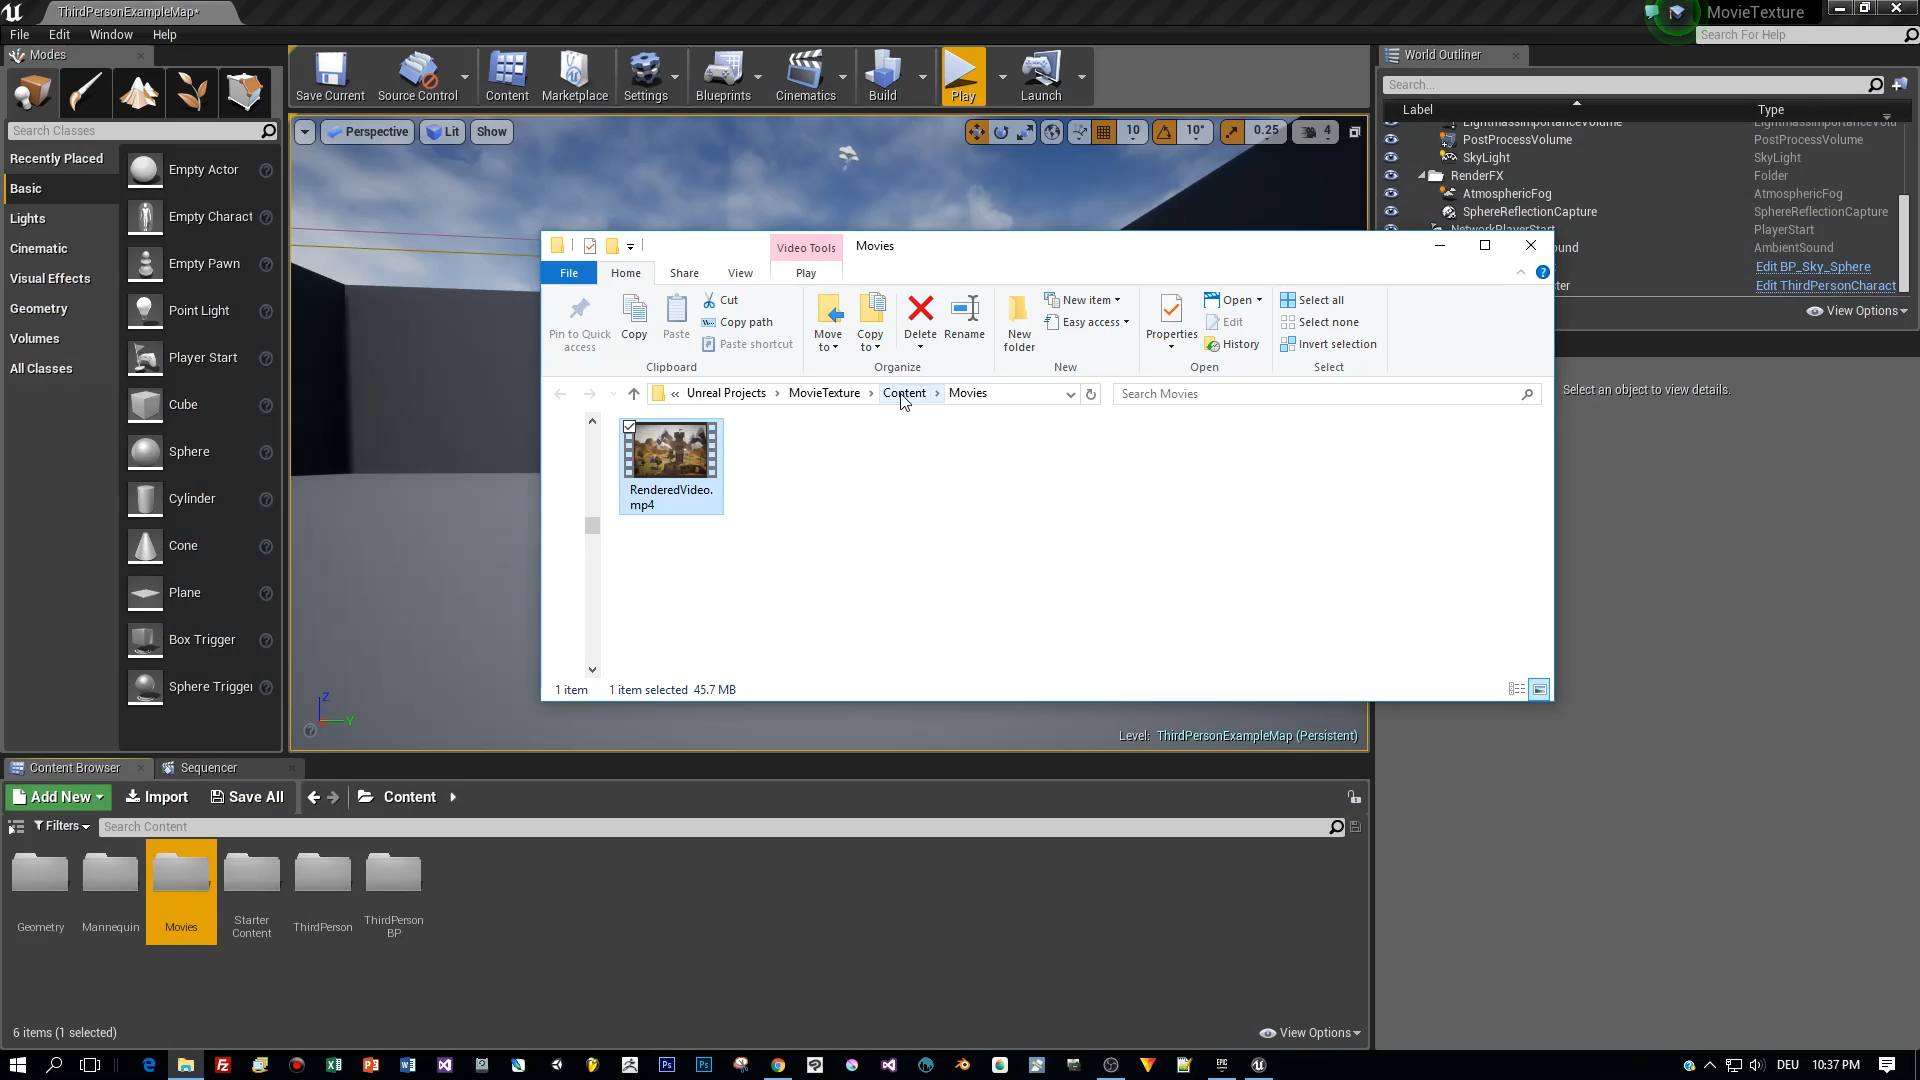 ThirdPersonExampleMap*
MovieTexture
File Edit Window Help
Search For Help
Modes
World Outliner
Save Current Source Control Content Marketplace Settings Blueprints Cinematics Build Play Launch
Search...
Label Type
Search Classes
Perspective Lit Show 10 10° 0.25 4
LightmassImportanceVolume
PostProcessVolume PostProcessVolume
SkyLight SkyLight
RenderFX Folder
AtmosphericFog AtmosphericFog
SphereReflectionCapture SphereReflectionCapture
NetworkPlayerStart PlayerStart
ound AmbientSound
Edit BP_Sky_Sphere
cter Edit ThirdPersonCharact
View Options
Select an object to view details.
Recently Placed
Basic
Lights
Cinematic
Visual Effects
Geometry
Volumes
All Classes
Empty Actor
Empty Charact
Empty Pawn
Point Light
Player Start
Cube
Sphere
Cylinder
Cone
Plane
Box Trigger
Sphere Trigger
Video Tools Movies
File Home Share View Play
Pin to Quick access
Copy
Paste
Cut
Copy path
Paste shortcut
Clipboard
Move to
Copy to
Delete
Rename
Organize
New folder
New item
Easy access
New
Properties
Open
Edit
History
Open
Select all
Select none
Invert selection
Select
« Unreal Projects > MovieTexture > Content > Movies
Search Movies
RenderedVideo.
mp4
1 item 1 item selected 45.7 MB
Z
Y
Level: ThirdPersonExampleMap (Persistent)
Content Browser Sequencer
Add New Import Save All Content
Filters Search Content
Geometry
Mannequin
Movies
Starter Content
ThirdPerson
ThirdPerson BP
6 items (1 selected)
View Options
DEU 10:37 PM